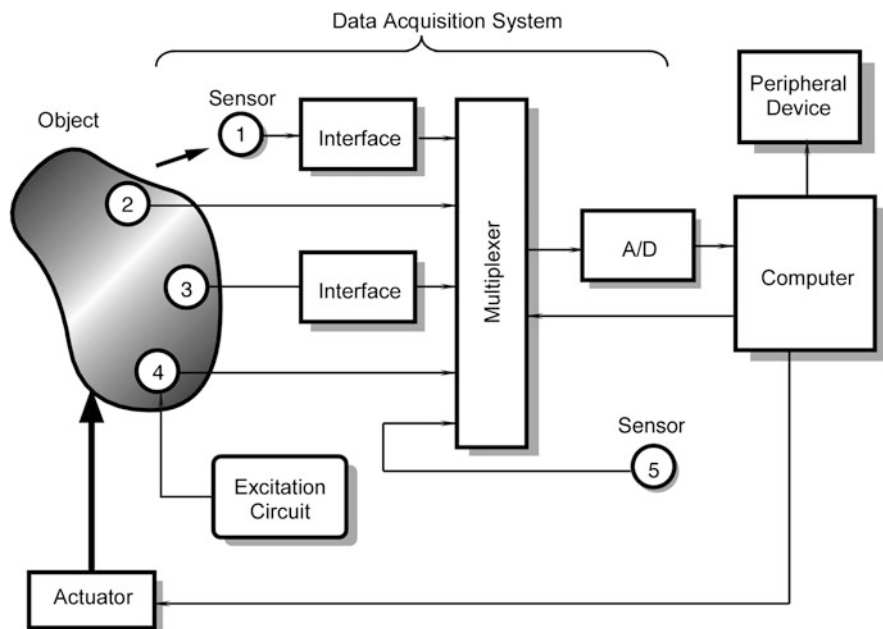 Data Acquisition System
Peripheral
Device
Sensor
Object
1
Interface
2
Multiplexer
A/D
Computer
3
Interface
4
Sensor
5
Excitation
Circuit
Actuator